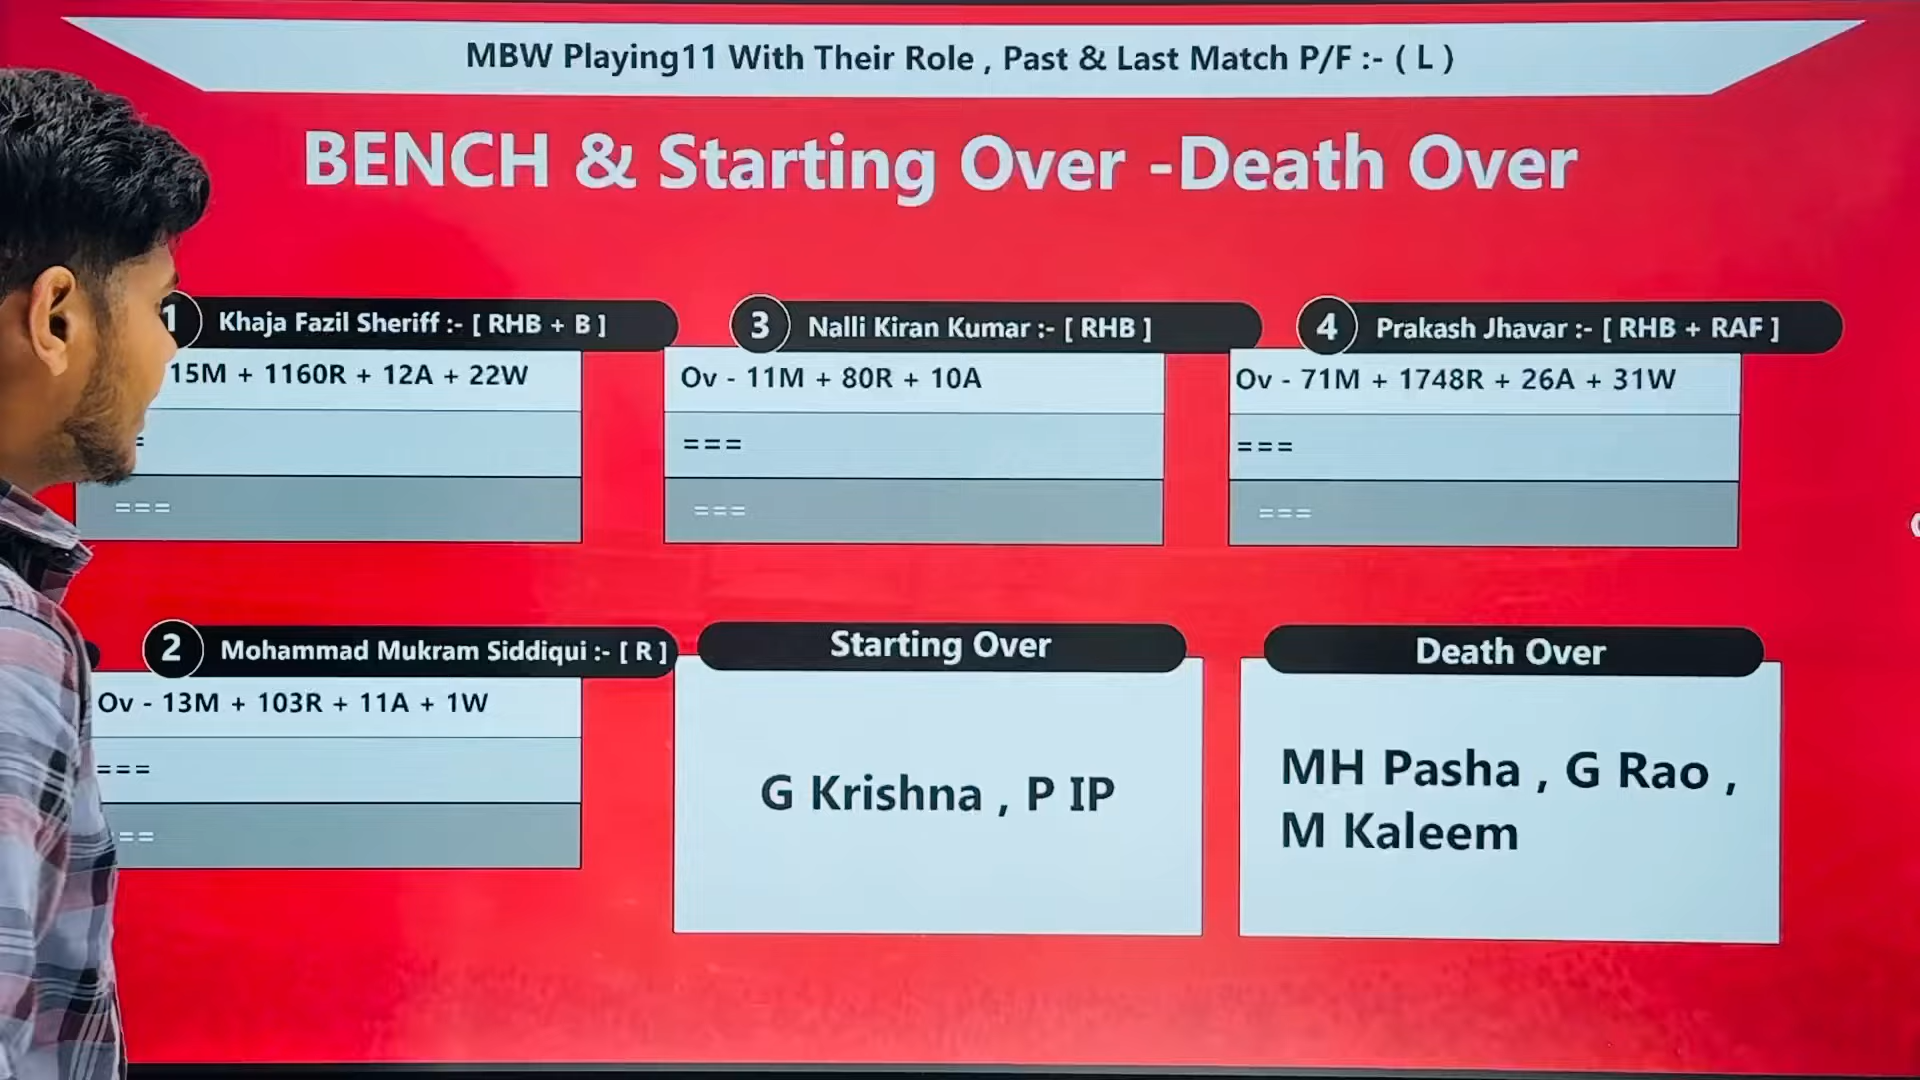 MBW Playing11 With Their Role , Past & Last Match P/F :- ( L )
BENCH & Starting Over -Death Over
1 Khaja Fazil Sheriff :- [ RHB + B ]
15M + 1160R + 12A + 22W
=
===
3 Nalli Kiran Kumar :- [ RHB ]
Ov - 11M + 80R + 10A
===
===
4 Prakash Jhavar :- [ RHB + RAF ]
Ov - 71M + 1748R + 26A + 31W
===
===
2 Mohammad Mukram Siddiqui :- [ R ]
Ov - 13M + 103R + 11A + 1W
===
==
Starting Over
G Krishna , P IP
Death Over
MH Pasha , G Rao ,
M Kaleem